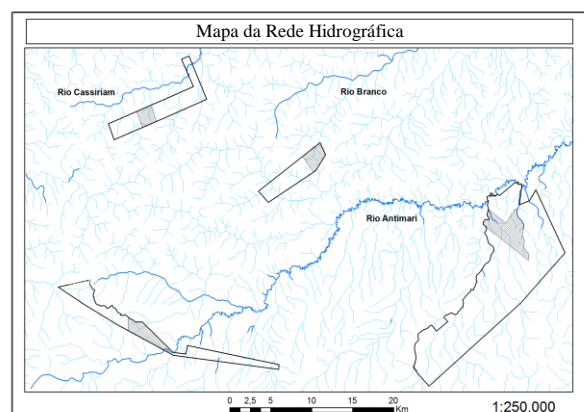 Mapa da Rede Hidrográfica
Rio Cassiriam
Rio Branco
Rio Antimari
0 2,5 5 10 15 20
Km
1:250.000